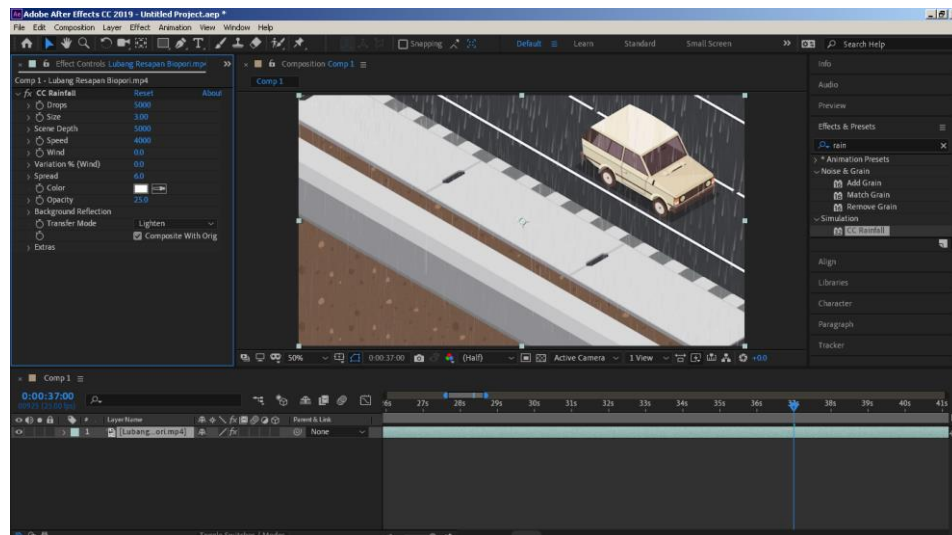 Adobe After Effects CC 2019 - Untitled Project.aep *
File Edit Composition Layer Effect Animation View Window Help
Snapping Default Learn Standard Small Screen Search Help
Effect Controls Lubang Resapan Biopori.mp4
Composition Comp 1
Info
Comp 1 - Lubang Resapan Biopori.mp4
Comp 1
Audio
fx CC Rainfall Reset About
Drops 5000
Size 3.00
Scene Depth 5000
Speed 4000
Wind 0.0
Variation % (Wind) 0.0
Spread 6.0
Color
Opacity 25.0
Background Reflection
Transfer Mode Lighten
Composite With Orig
Extras
Preview
Effects & Presets
rain
* Animation Presets
Noise & Grain
Add Grain
Match Grain
Remove Grain
Simulation
CC Rainfall
Align
Libraries
Character
Paragraph
Tracker
50% 0:00:37:00 (Half) Active Camera 1 View +0.0
Comp 1
0:00:37:00
27s 28s 29s 30s 31s 32s 33s 34s 35s 36s 38s 39s 40s 41s
# Layer Name Parent & Link
1 [Lubang...ori.mp4] None